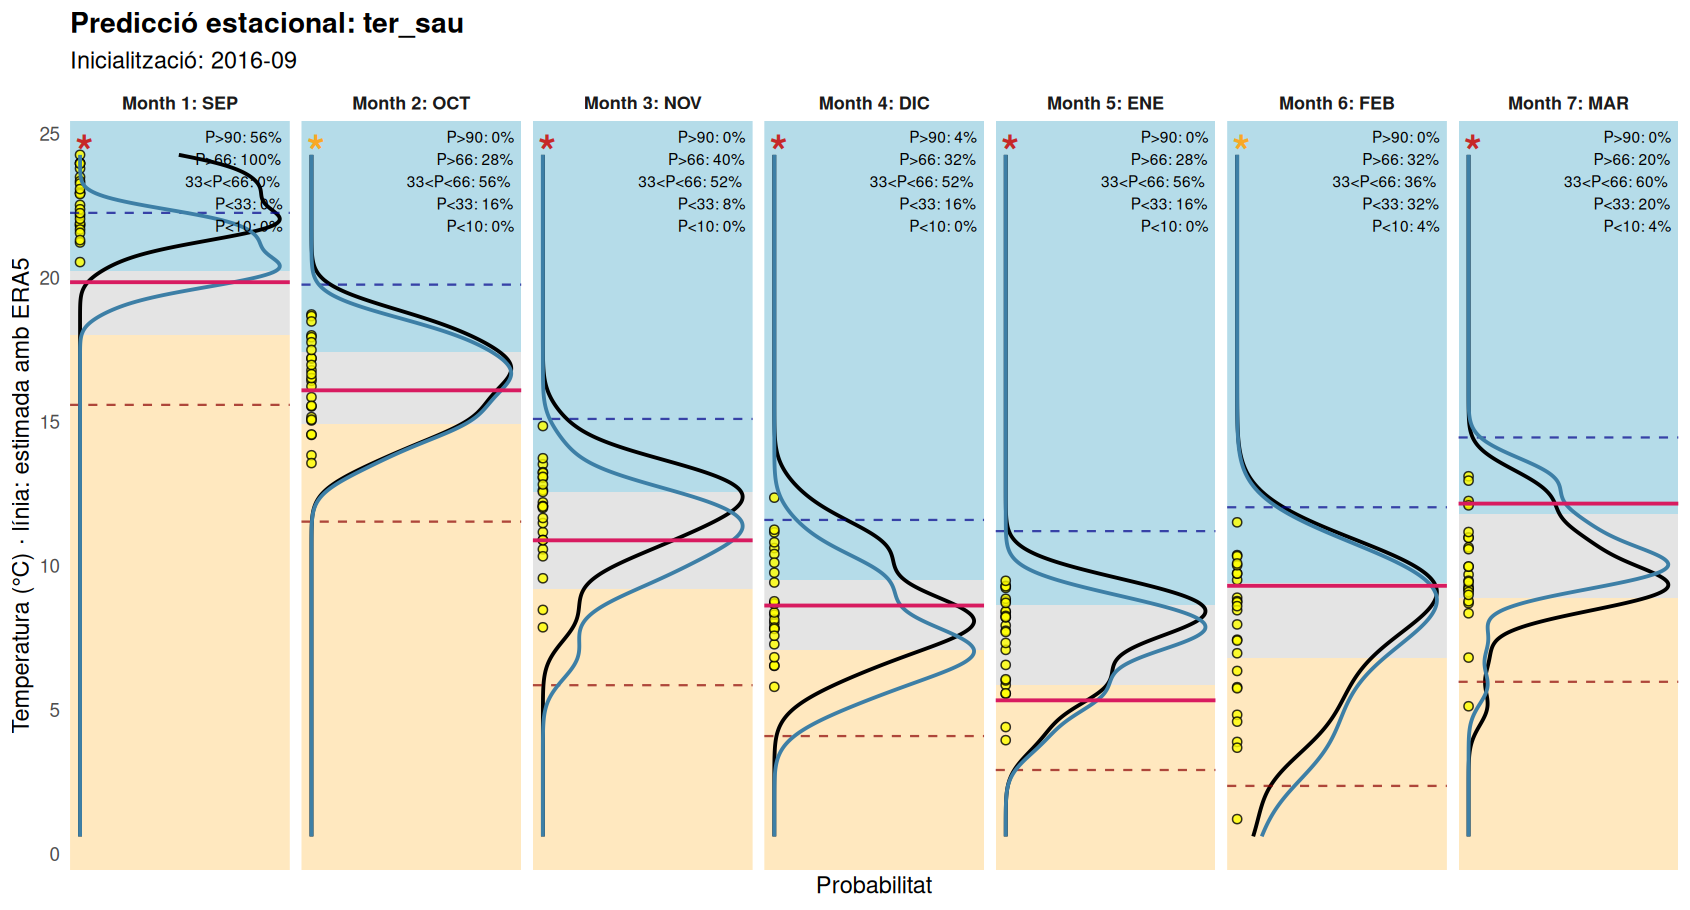 Predicció estacional: ter_sau
Inicialització: 2016-09
Month 1: SEP
Month 2: OCT
Month 3: NOV
Month 4: DIC
Month 5: ENE
Month 6: FEB
Month 7: MAR
P>90: 56%
P>66: 100%
33<P<66: 0%
P<33: 0%
P<10: 0%
P>90: 0%
P>66: 28%
33<P<66: 56%
P<33: 16%
P<10: 0%
P>90: 0%
P>66: 40%
33<P<66: 52%
P<33: 8%
P<10: 0%
P>90: 4%
P>66: 32%
33<P<66: 52%
P<33: 16%
P<10: 0%
P>90: 0%
P>66: 28%
33<P<66: 56%
P<33: 16%
P<10: 0%
P>90: 0%
P>66: 32%
33<P<66: 36%
P<33: 32%
P<10: 4%
P>90: 0%
P>66: 20%
33<P<66: 60%
P<33: 20%
P<10: 4%
25
20
15
10
5
0
Temperatura (°C) · línia: estimada amb ERA5
Probabilitat